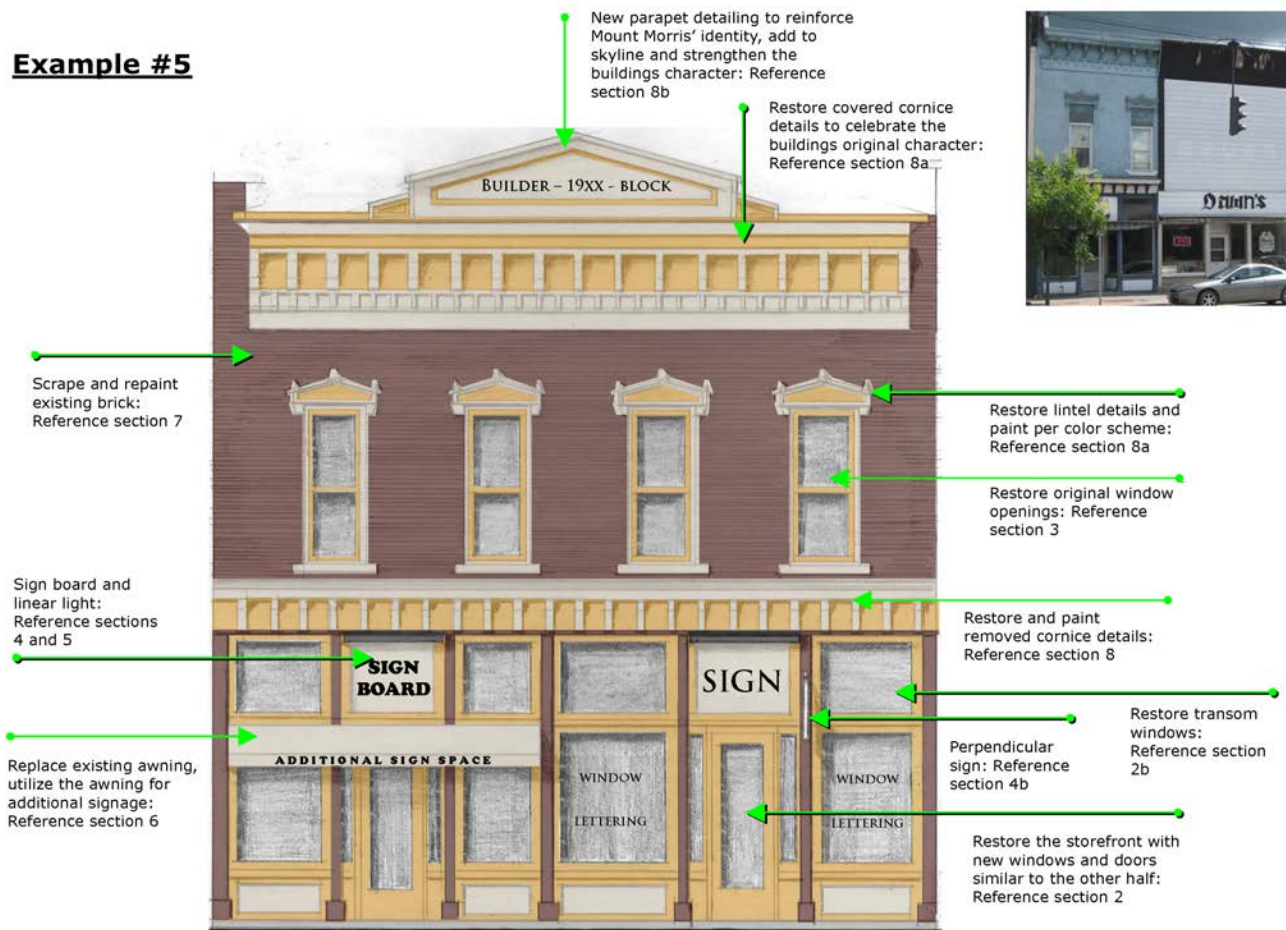 Example #5
New parapet detailing to reinforce
Mount Morris' identity, add to
skyline and strengthen the
buildings character: Reference
section 8b
Restore covered cornice
details to celebrate the
buildings original character:
Reference section 8a
BUILDER – 19XX - BLOCK
Scrape and repaint
existing brick:
Reference section 7
Restore lintel details and
paint per color scheme:
Reference section 8a
Restore original window
openings: Reference
section 3
Sign board and
linear light:
Reference sections
4 and 5
Restore and paint
removed cornice details:
Reference section 8
SIGN
BOARD
SIGN
Replace existing awning,
utilize the awning for
additional signage:
Reference section 6
ADDITIONAL SIGN SPACE
WINDOW
LETTERING
WINDOW
LETTERING
Perpendicular
sign: Reference
section 4b
Restore transom
windows:
Reference section
2b
Restore the storefront with
new windows and doors
similar to the other half:
Reference section 2